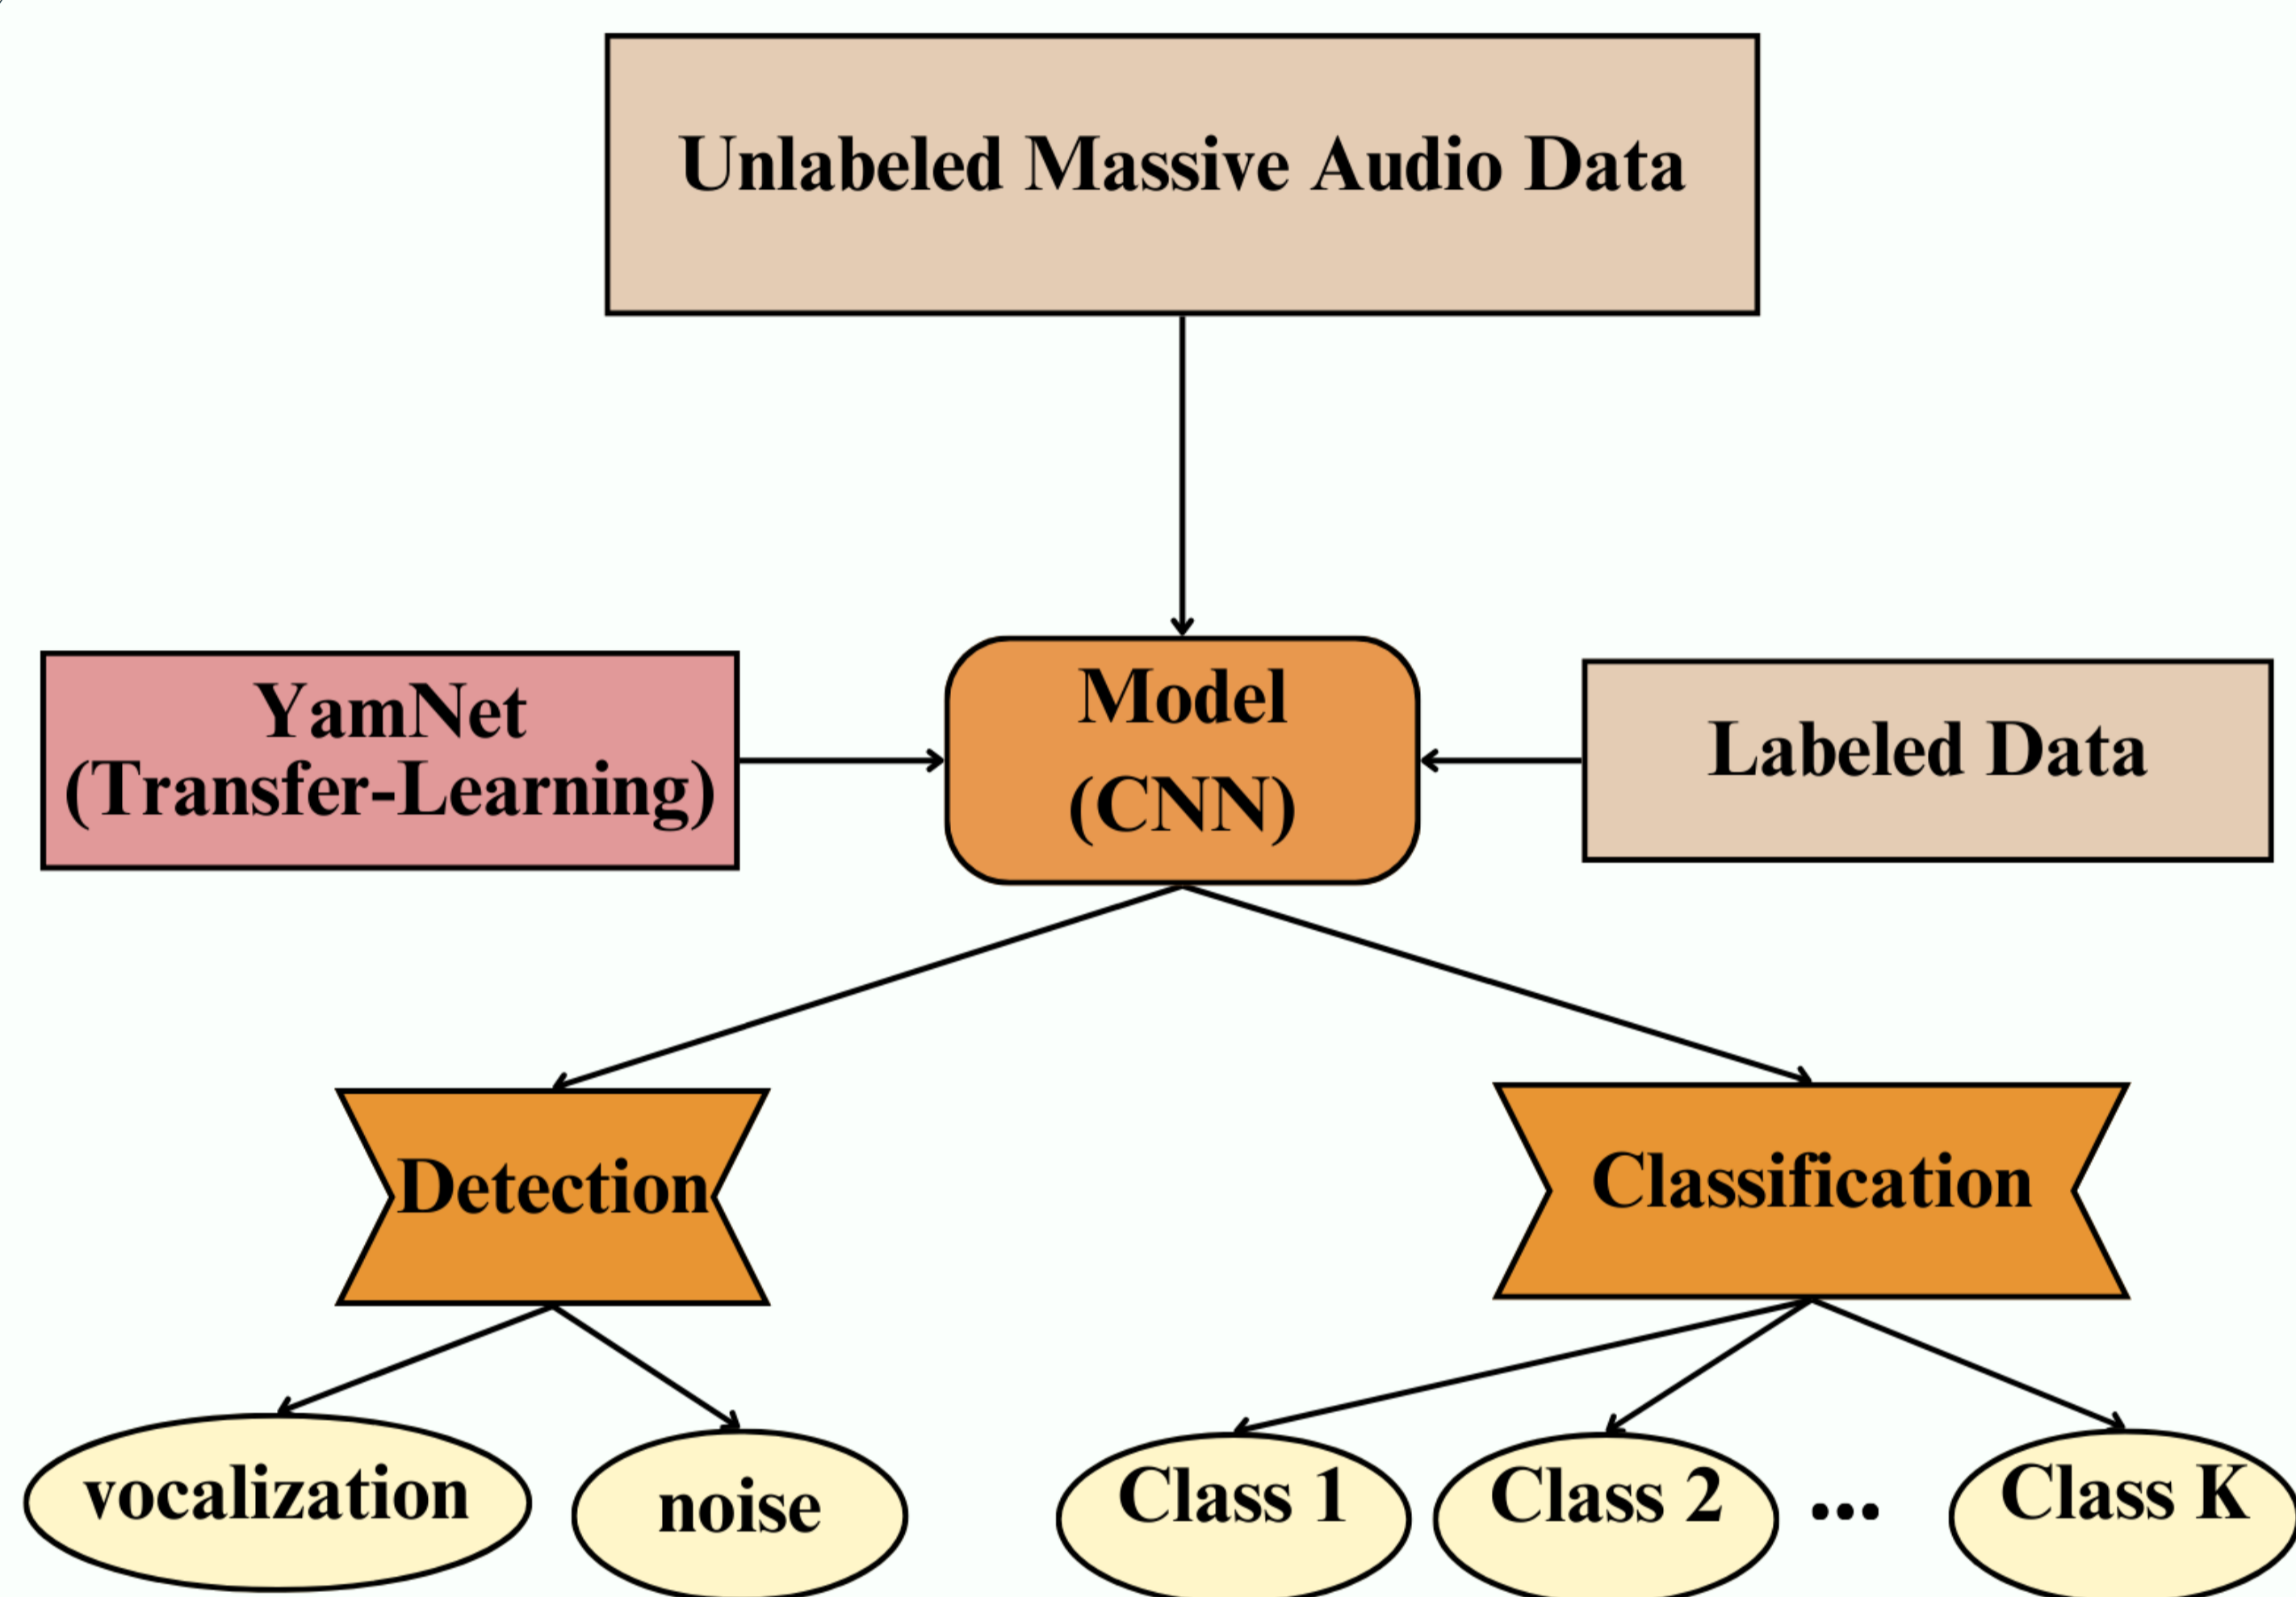 Unlabeled Massive Audio Data
YamNet
(Transfer-Learning)
Model
(CNN)
Labeled Data
Detection
Classification
vocalization
noise
Class 1
Class 2
...
Class K